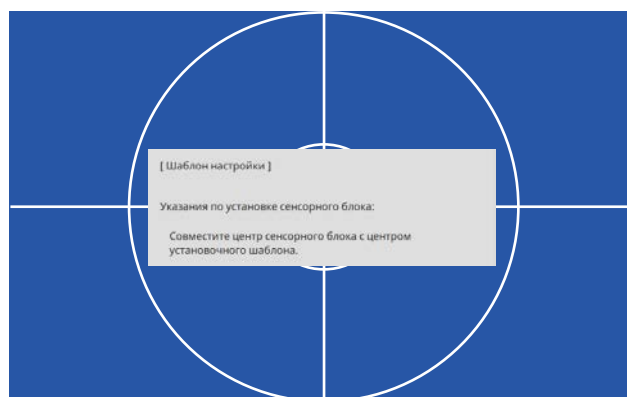 [ Шаблон настройки ]
Указания по установке сенсорного блока:
Совместите центр сенсорного блока с центром
установочного шаблона.